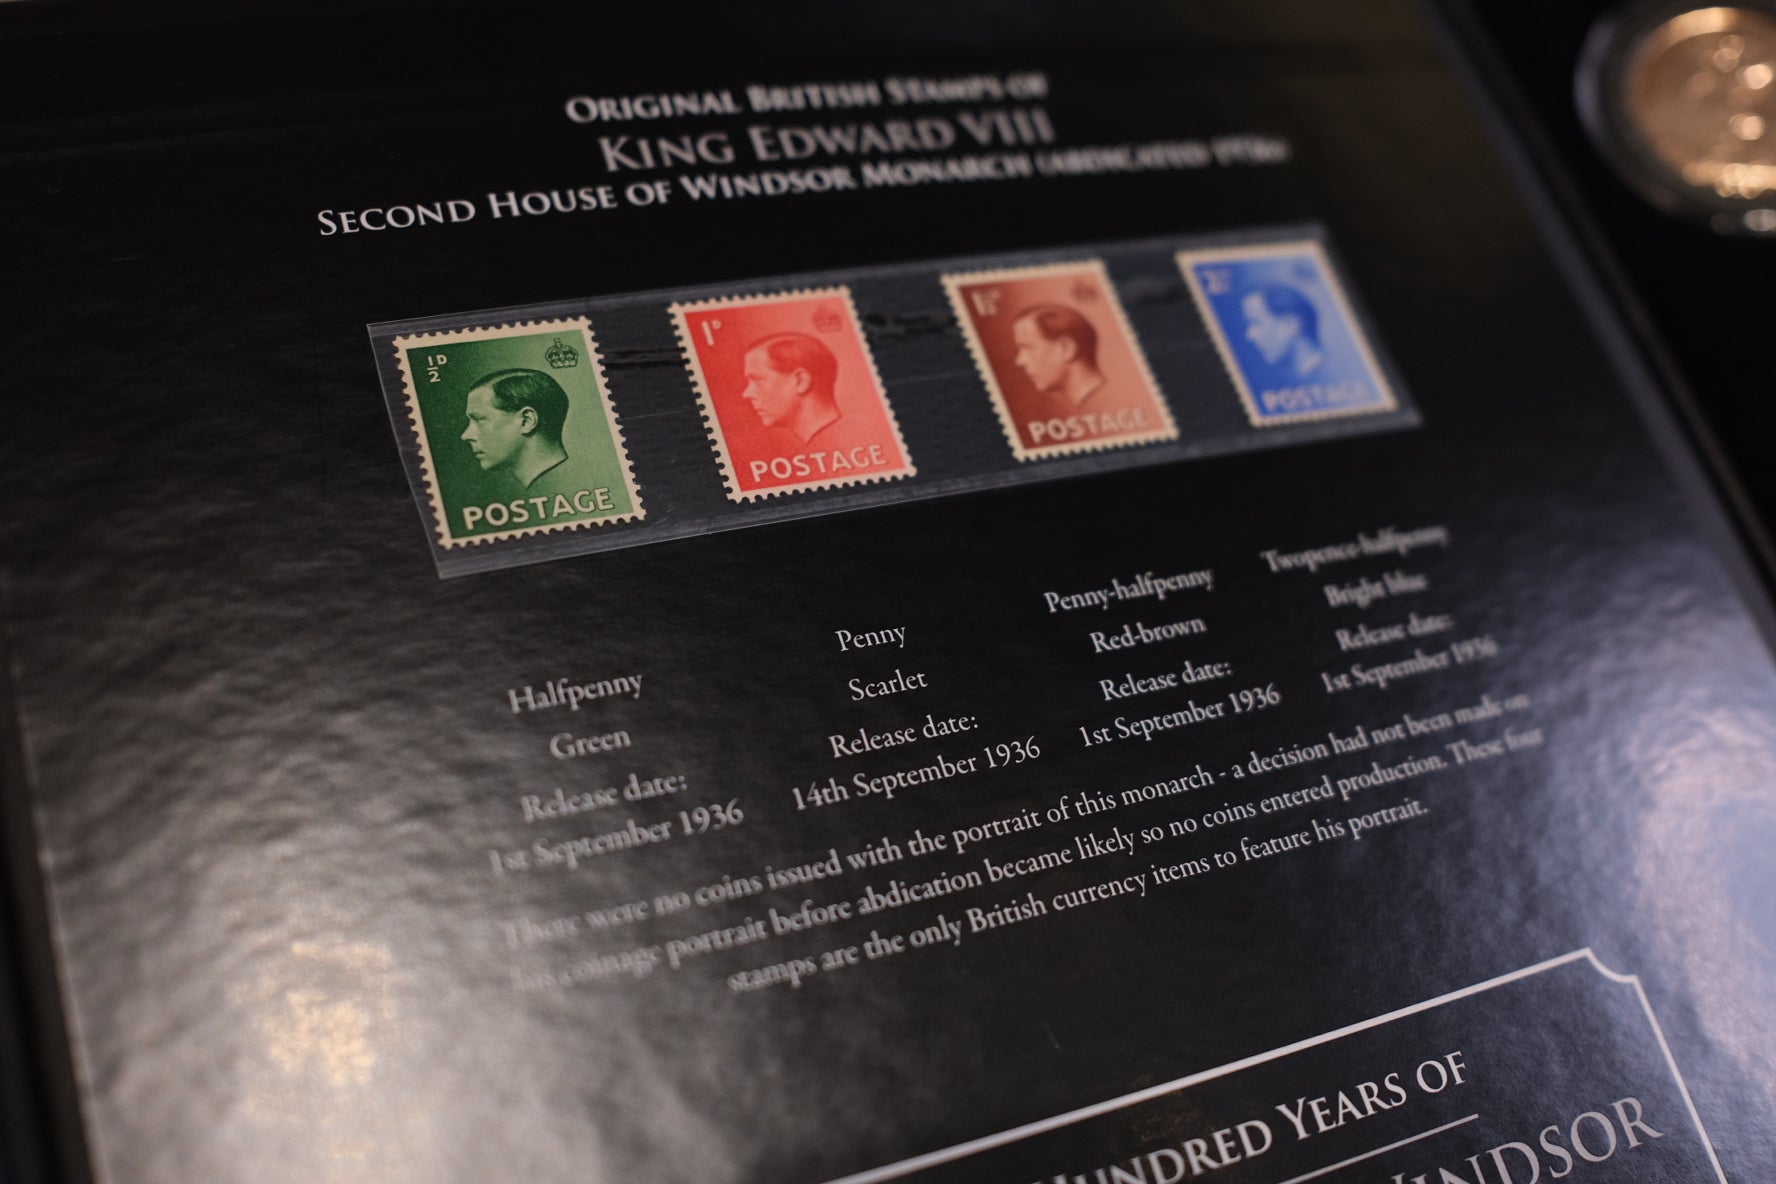 ORIGINAL BRITISH STAMPS OF
KING EDWARD VIII
SECOND HOUSE OF WINDSOR MONARCH (ABDICATED 1936)
½D
POSTAGE
1D
POSTAGE
1½D
POSTAGE
POSTAGE
Halfpenny
Green
Release date:
1st September 1936
Penny
Scarlet
Release date:
14th September 1936
Penny-halfpenny
Red-brown
Release date:
1st September 1936
Twopence-halfpenny
Bright blue
Release date:
1st September 1936
There were no coins issued with the portrait of this monarch - a decision had not been made on
his coinage portrait before abdication became likely so no coins entered production. These four
stamps are the only British currency items to feature his portrait.
HUNDRED YEARS OF
WINDSOR